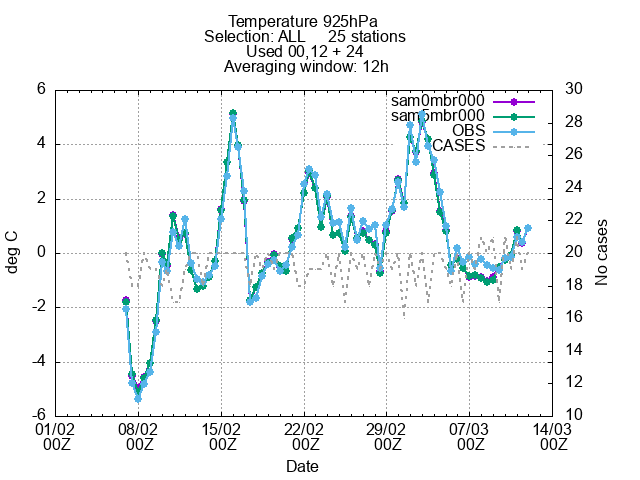 Temperature 925hPa
Selection: ALL 25 stations
Used 00,12 + 24
Averaging window: 12h
sam0mbr000
sam5mbr000
OBS
CASES
deg C
6
4
2
0
-2
-4
-6
No cases
30
28
26
24
22
20
18
16
14
12
10
01/02 08/02 15/02 22/02 29/02 07/03 14/03
00Z 00Z 00Z 00Z 00Z 00Z 00Z
Date